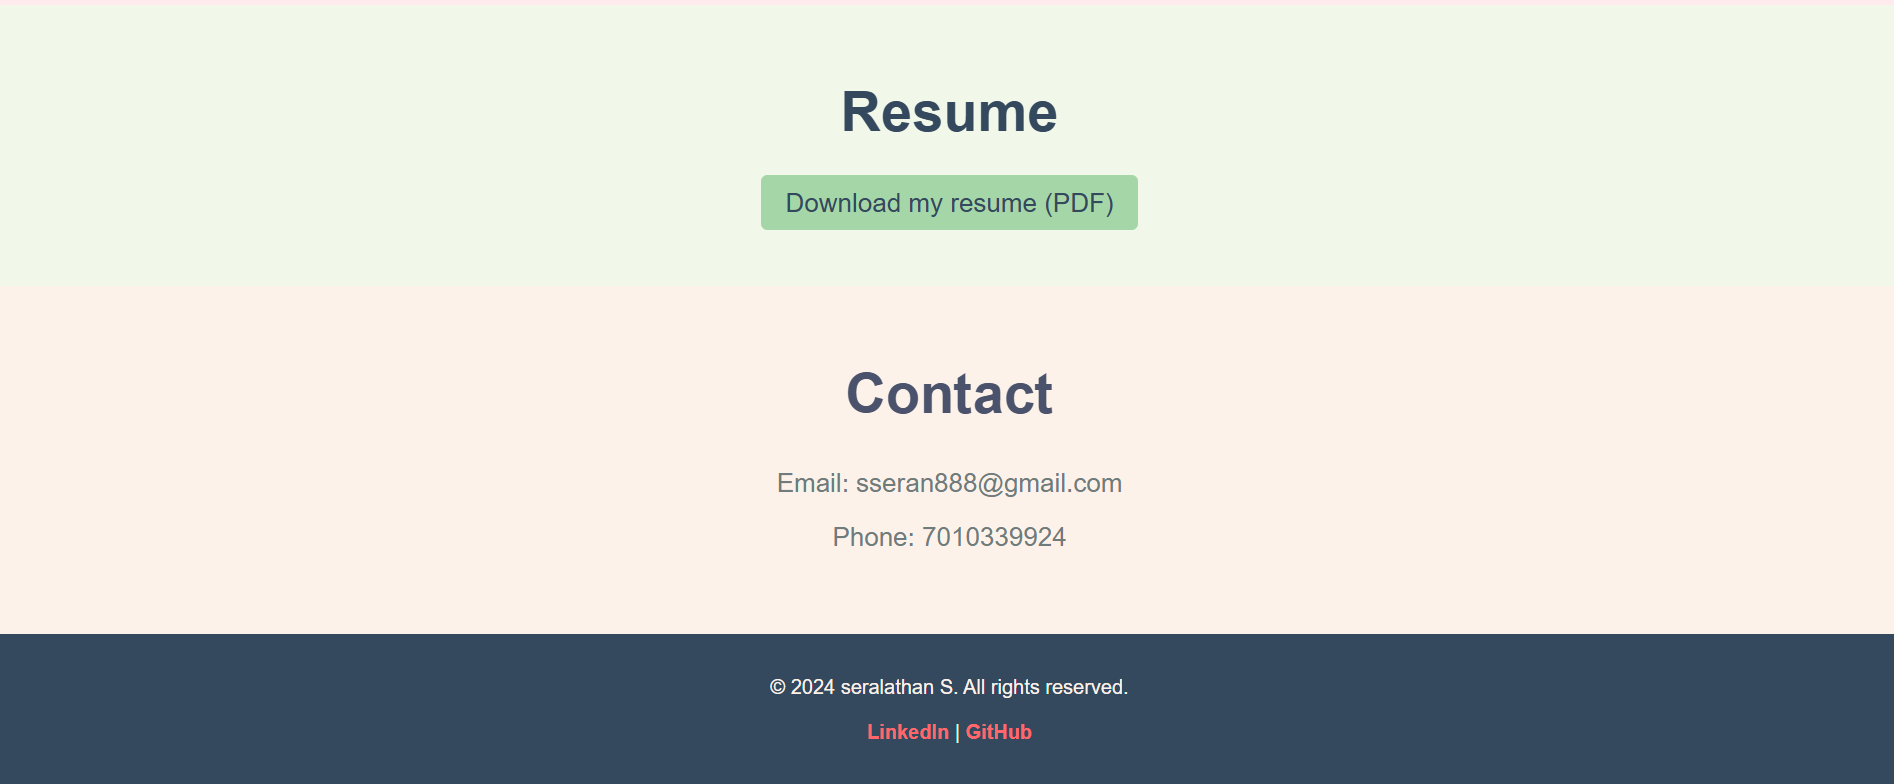 Resume
Download my resume (PDF)
Contact
Email: sseran888@gmail.com
Phone: 7010339924
© 2024 seralathan S. All rights reserved.
LinkedIn | GitHub